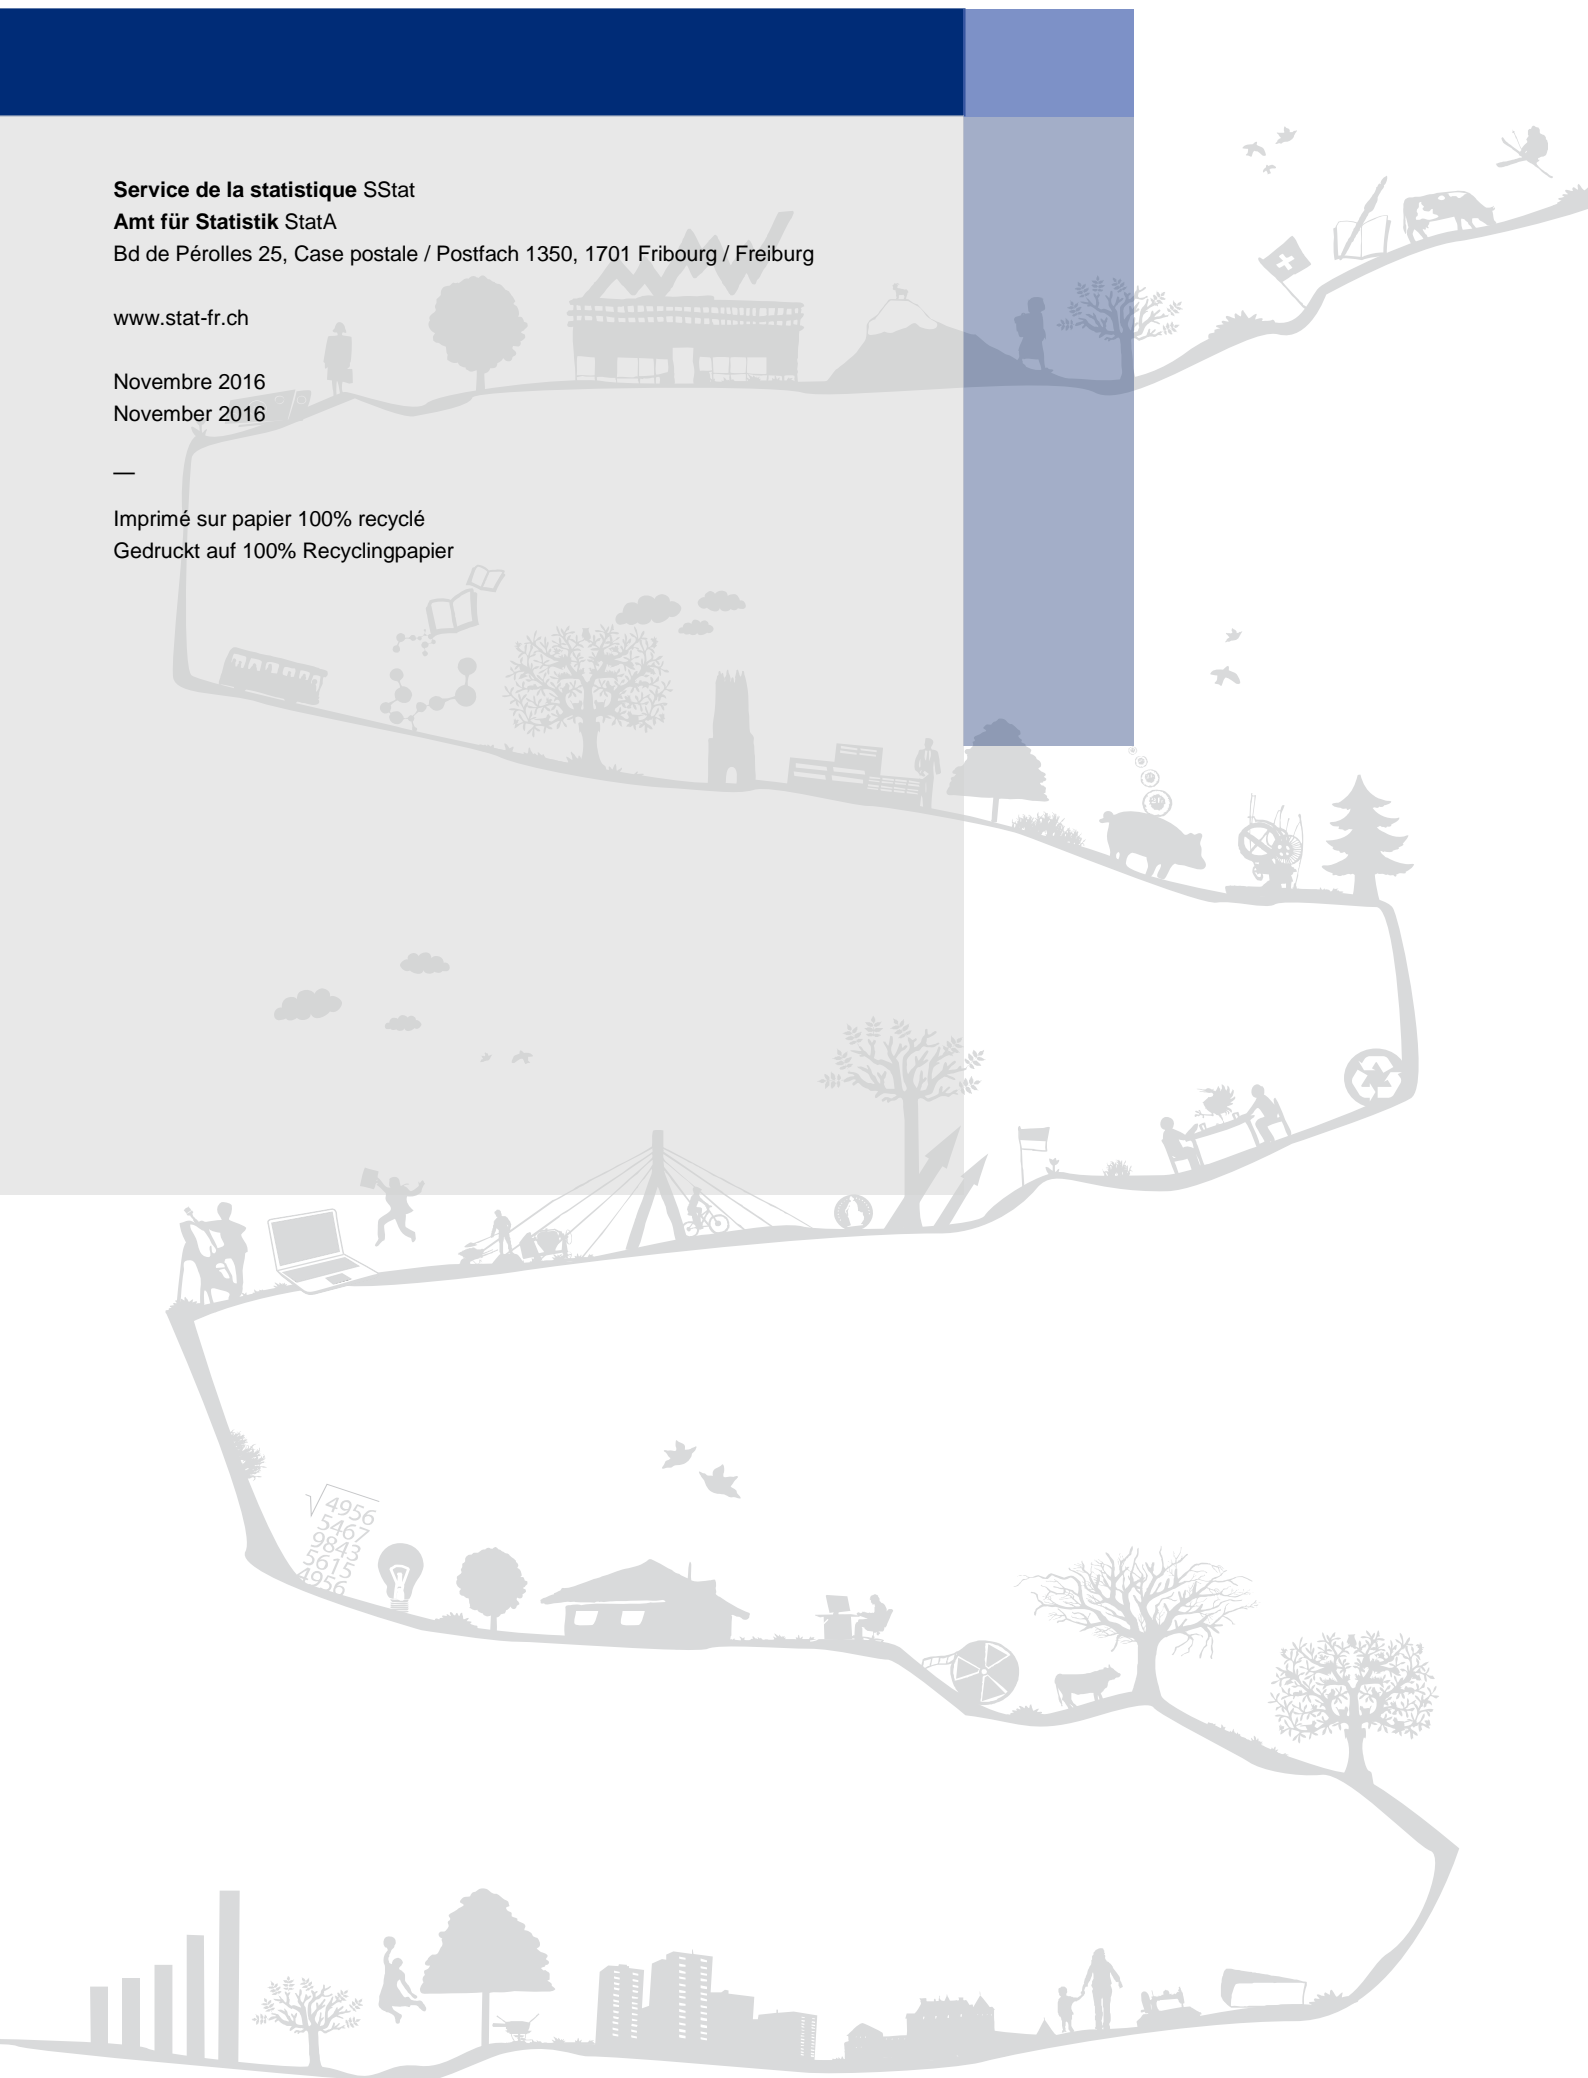 Service de la statistique SStat
Amt für Statistik StatA
Bd de Pérolles 25, Case postale / Postfach 1350, 1701 Fribourg / Freiburg
www.stat-fr.ch
Novembre 2016
November 2016
—
Imprimé sur papier 100% recyclé
Gedruckt auf 100% Recyclingpapier
4956
5467
9843
5615
4956